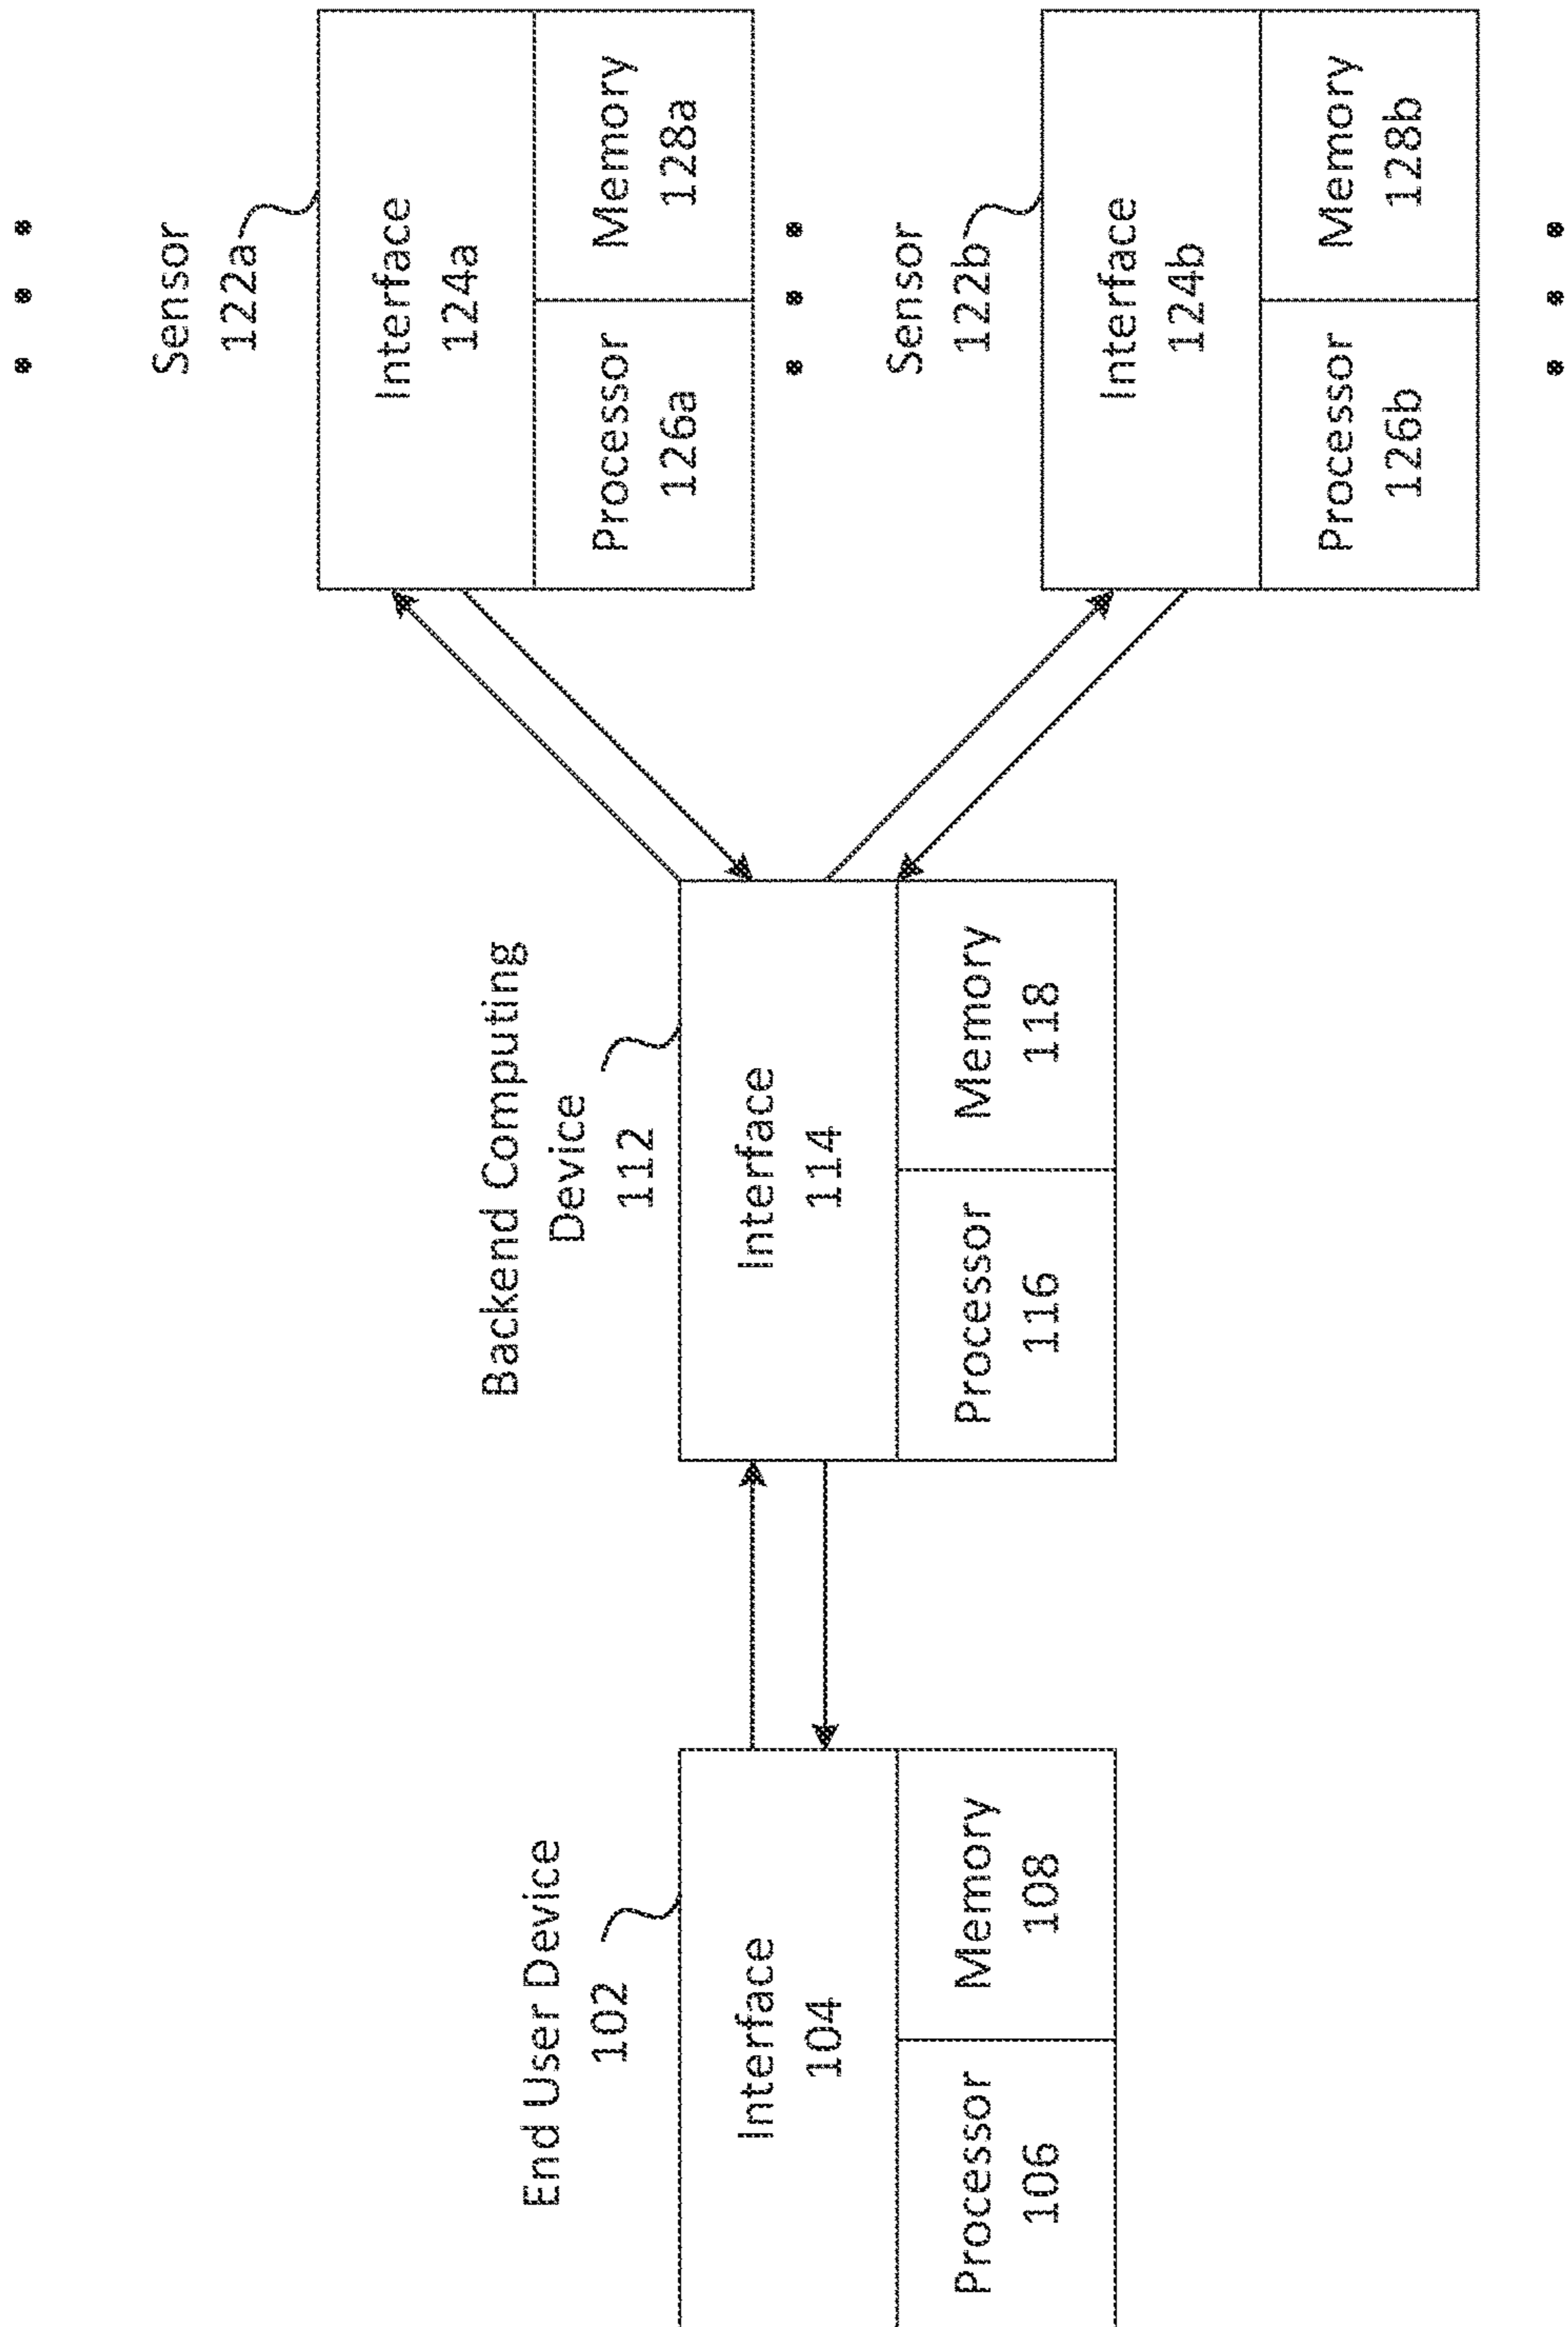 End User Device
102
Interface
104
Processor
106
Memory
108
Backend Computing
Device
112
Interface
114
Processor
116
Memory
118
Sensor
122a
Interface
124a
Processor
126a
Memory
128a
Sensor
122b
Interface
124b
Processor
126b
Memory
128b